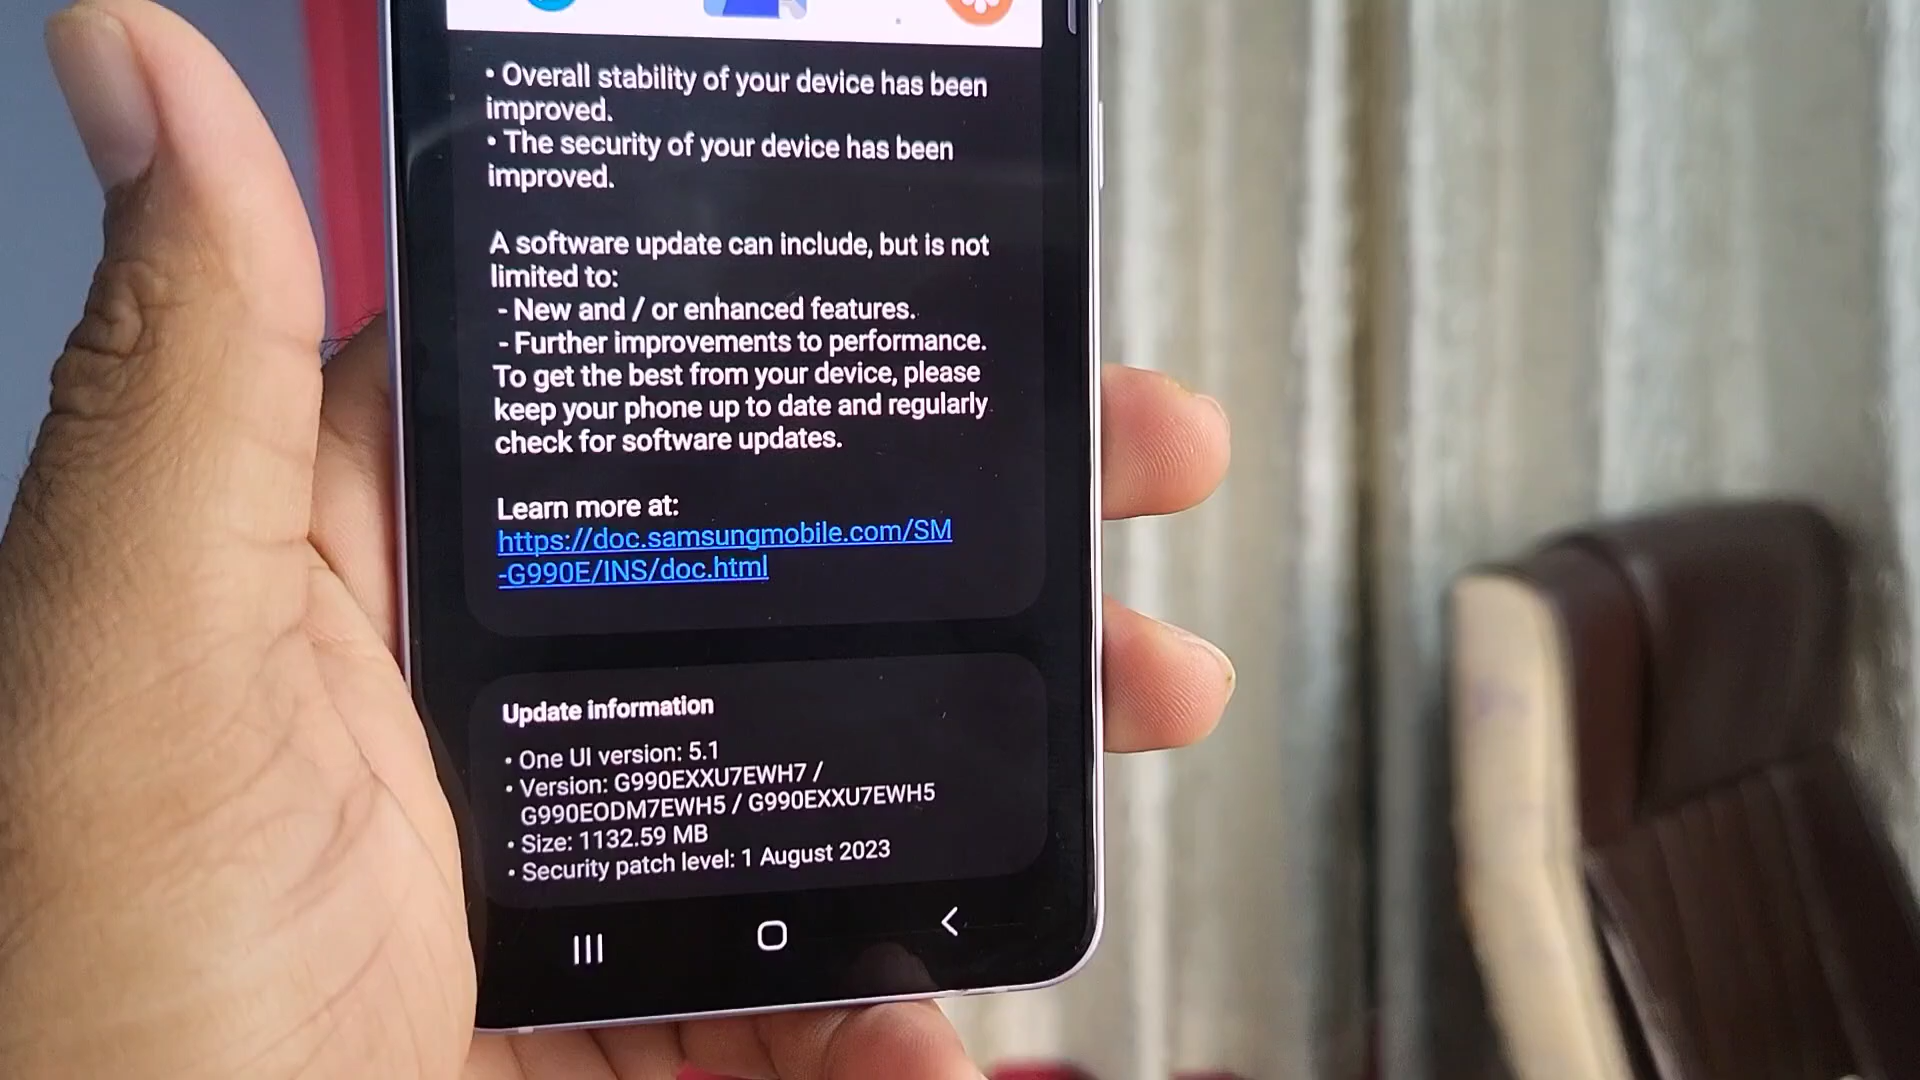 • Overall stability of your device has been
improved.
• The security of your device has been
improved.
A software update can include, but is not
limited to:
- New and / or enhanced features.
- Further improvements to performance.
To get the best from your device, please
keep your phone up to date and regularly
check for software updates.
Learn more at:
https://doc.samsungmobile.com/SM
-G990E/INS/doc.html
Update information
• One UI version: 5.1
• Version: G990EXXU7EWH7 /
G990EODM7EWH5 / G990EXXU7EWH5
• Size: 1132.59 MB
• Security patch level: 1 August 2023